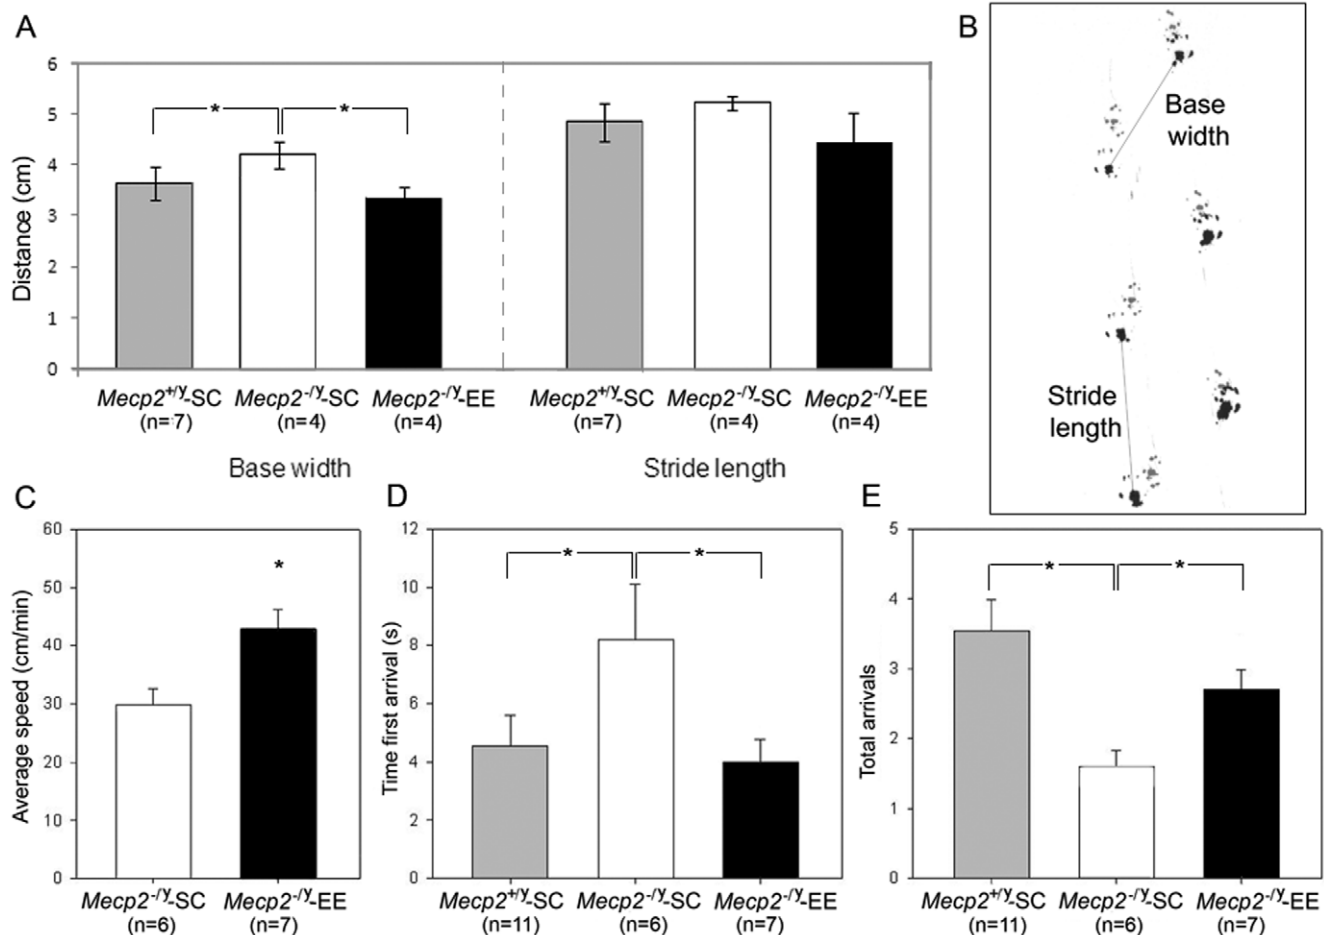 A
6
5
4
3
2
1
0
Distance (cm)
*
*
Mecp2+/y-SC
(n=7)
Mecp2-/y-SC
(n=4)
Mecp2-/y-EE
(n=4)
Mecp2+/y-SC
(n=7)
Mecp2-/y-SC
(n=4)
Mecp2-/y-EE
(n=4)
Base width
Stride length
B
Base
width
Stride
length
C
60
50
40
30
20
10
0
Average speed (cm/min)
*
Mecp2-/y-SC
(n=6)
Mecp2-/y-EE
(n=7)
D
12
10
8
6
4
2
0
Time first arrival (s)
*
*
Mecp2+/y-SC
(n=11)
Mecp2-/y-SC
(n=6)
Mecp2-/y-EE
(n=7)
E
5
4
3
2
1
0
Total arrivals
*
*
Mecp2+/y-SC
(n=11)
Mecp2-/y-SC
(n=6)
Mecp2-/y-EE
(n=7)